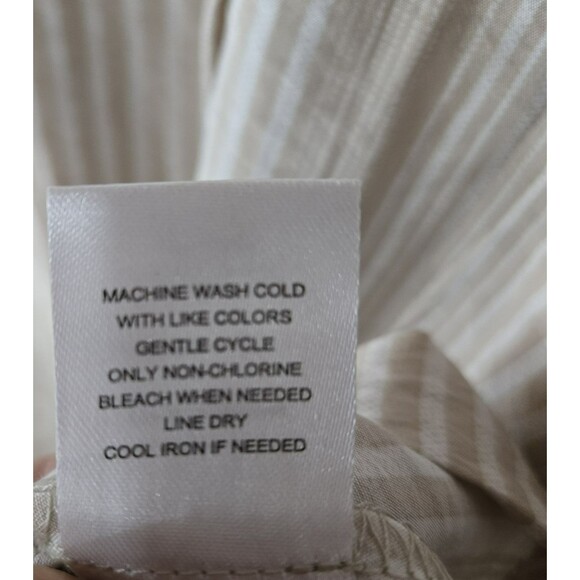 MACHINE WASH COLD
WITH LIKE COLORS
GENTLE CYCLE
ONLY NON-CHLORINE
BLEACH WHEN NEEDED
LINE DRY
COOL IRON IF NEEDED